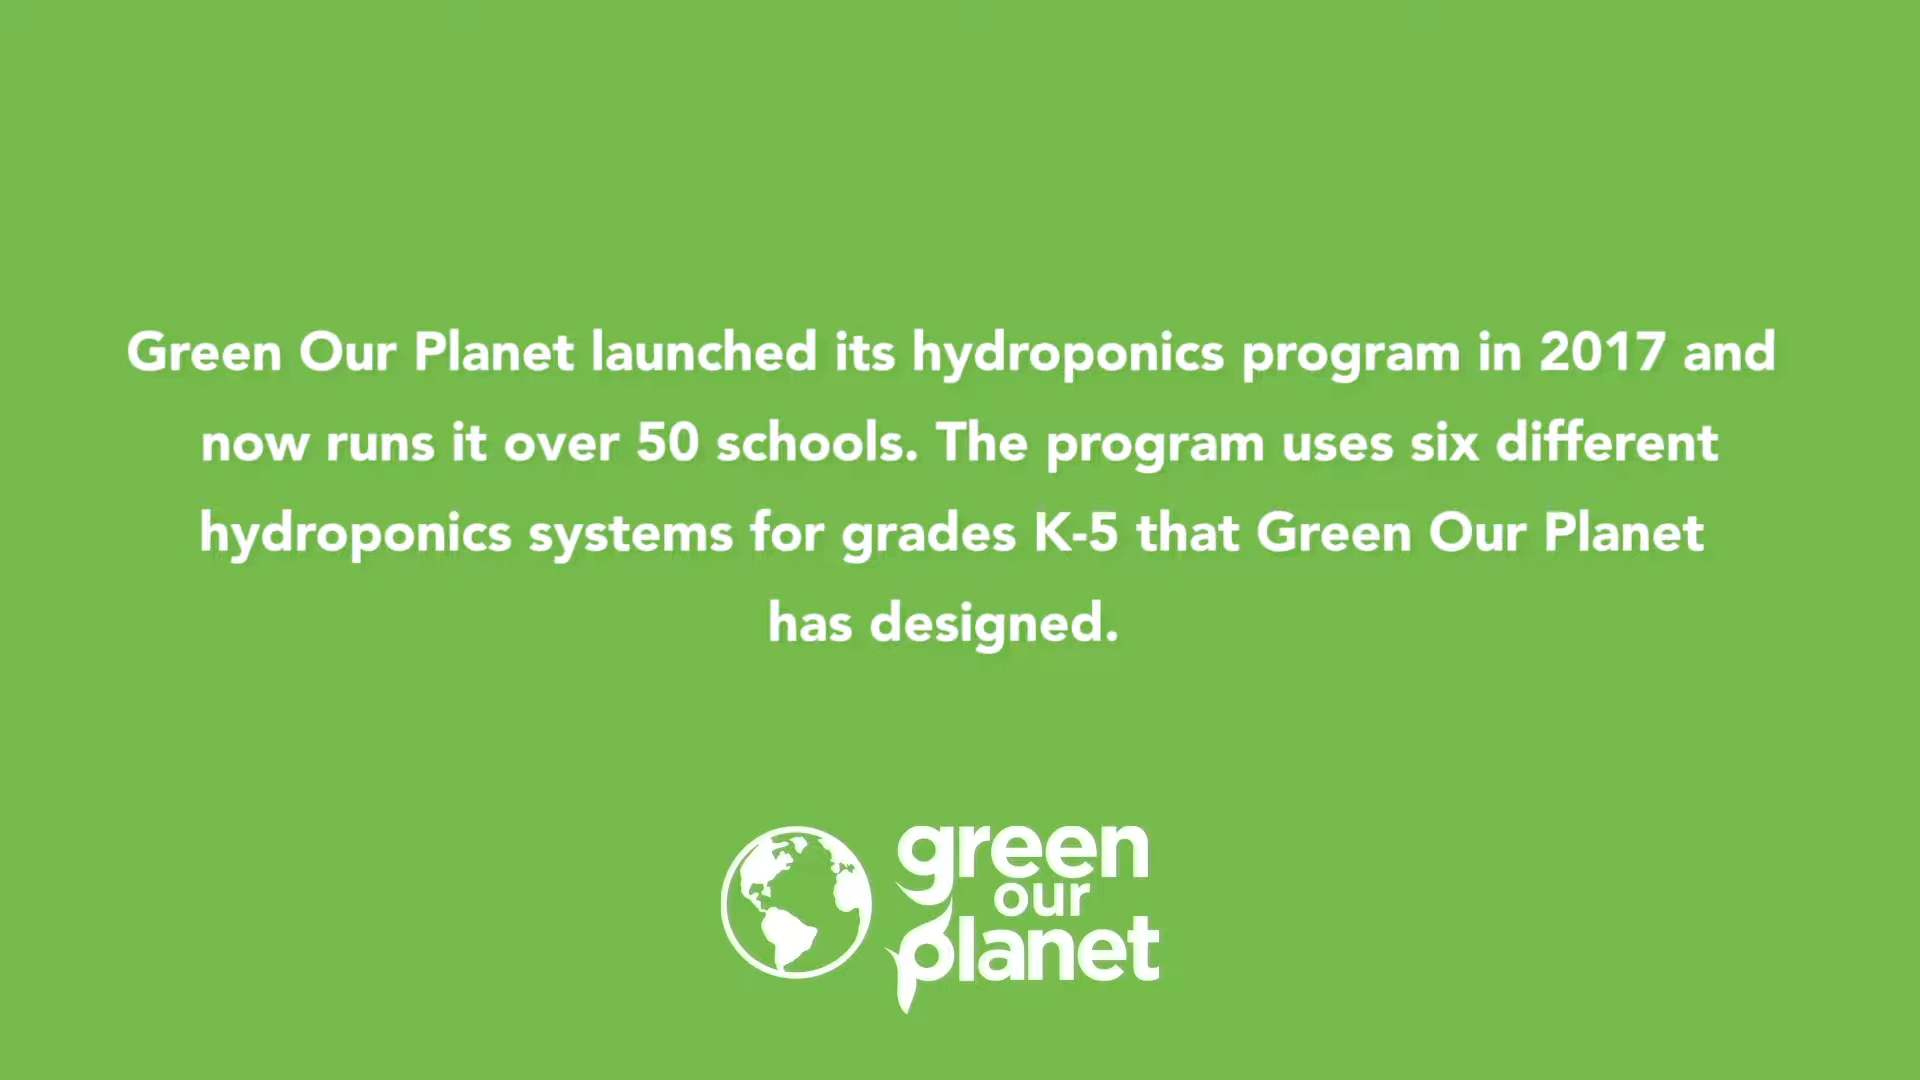 Green Our Planet launched its hydroponics program in 2017 and
now runs it over 50 schools. The program uses six different
hydroponics systems for grades K-5 that Green Our Planet
has designed.
green
our
planet